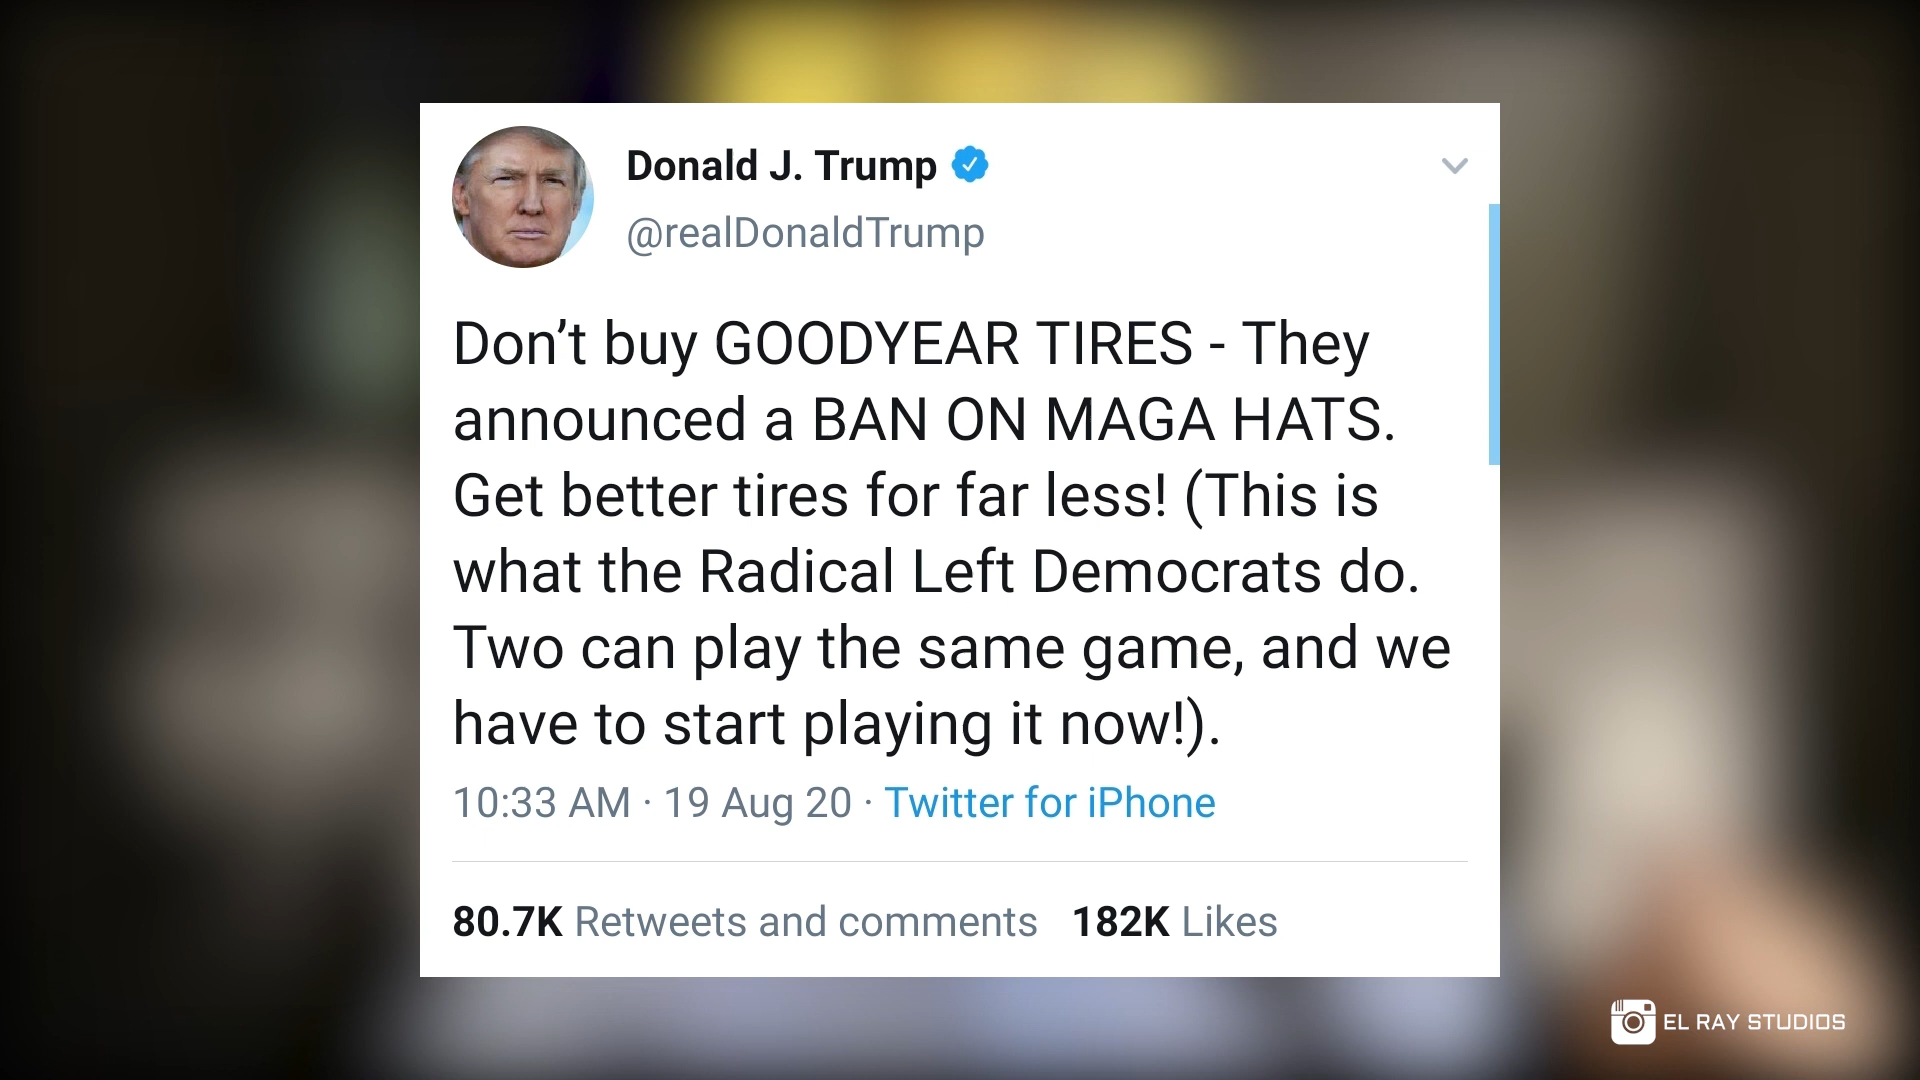 Donald J. Trump
@realDonaldTrump
Don’t buy GOODYEAR TIRES - They
announced a BAN ON MAGA HATS.
Get better tires for far less! (This is
what the Radical Left Democrats do.
Two can play the same game, and we
have to start playing it now!).
10:33 AM · 19 Aug 20 · Twitter for iPhone
80.7K Retweets and comments 182K Likes
EL RAY STUDIOS